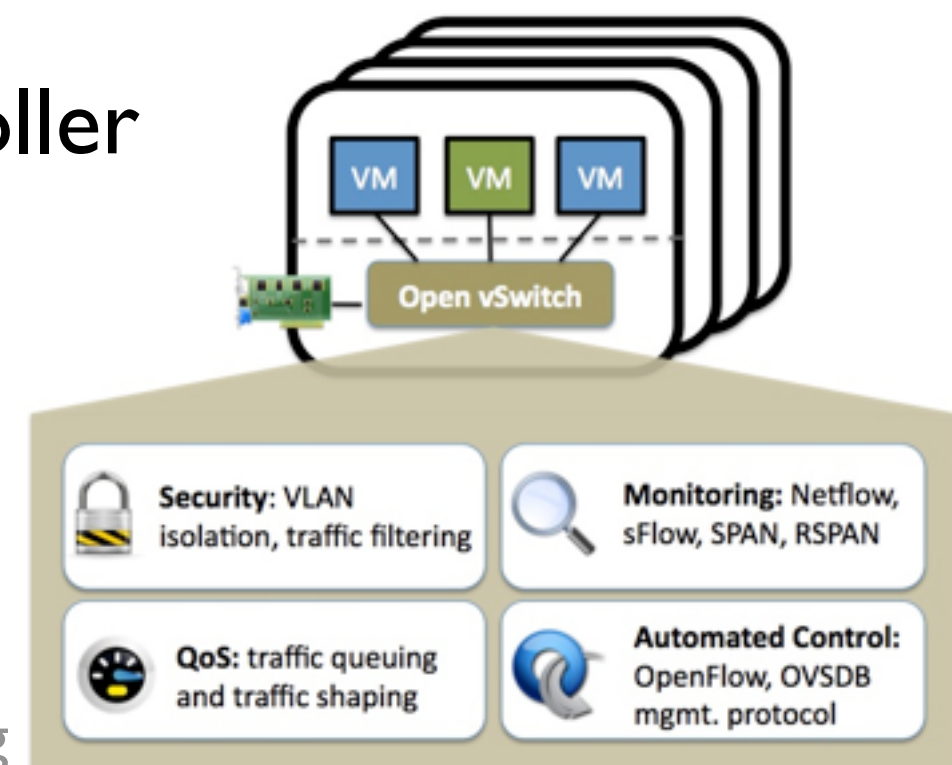 oller
VM VM VM
Open vSwitch
Security: VLAN
isolation, traffic filtering
Monitoring: Netflow,
sFlow, SPAN, RSPAN
QoS: traffic queuing
and traffic shaping
Automated Control:
OpenFlow, OVSDB
mgmt. protocol
g